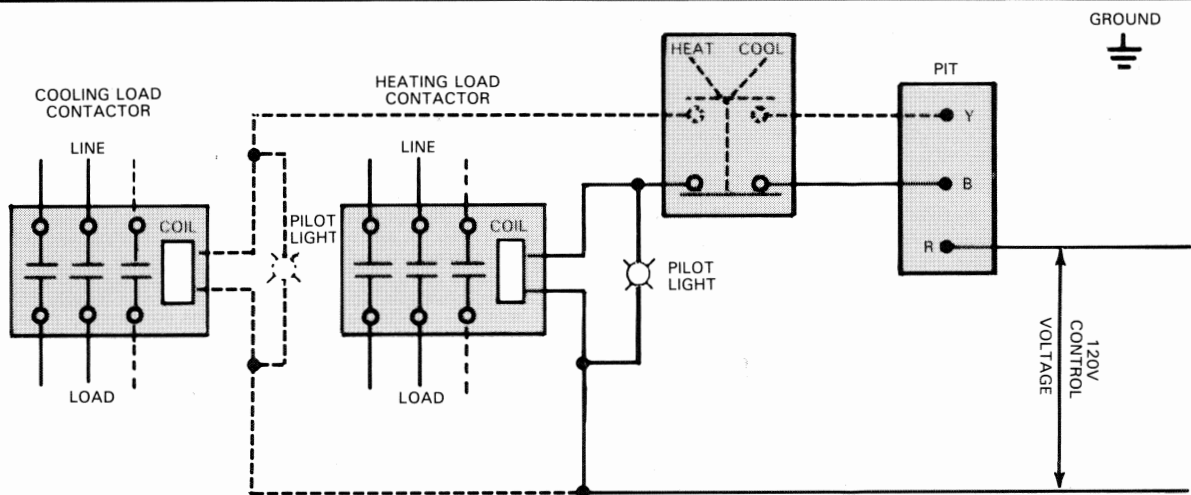 GROUND
HEAT COOL
PIT
COOLING LOAD
CONTACTOR
HEATING LOAD
CONTACTOR
Y
LINE
LINE
B
COIL
PILOT
LIGHT
COIL
R
PILOT
LIGHT
120V
CONTROL
VOLTAGE
LOAD
LOAD